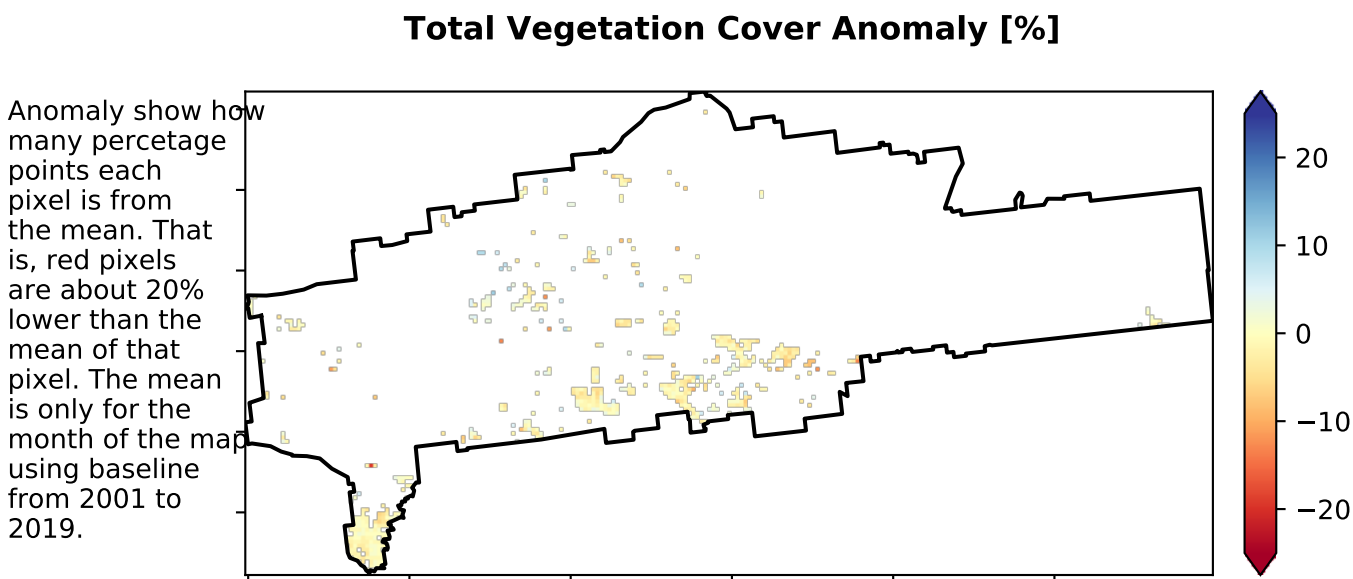 Total Vegetation Cover Anomaly [%]
Anomaly show how
many percetage
points each
pixel is from
the mean. That
is, red pixels
are about 20%
lower than the
mean of that
pixel. The mean
is only for the
month of the map
using baseline
from 2001 to
2019.
20
10
0
−10
−20